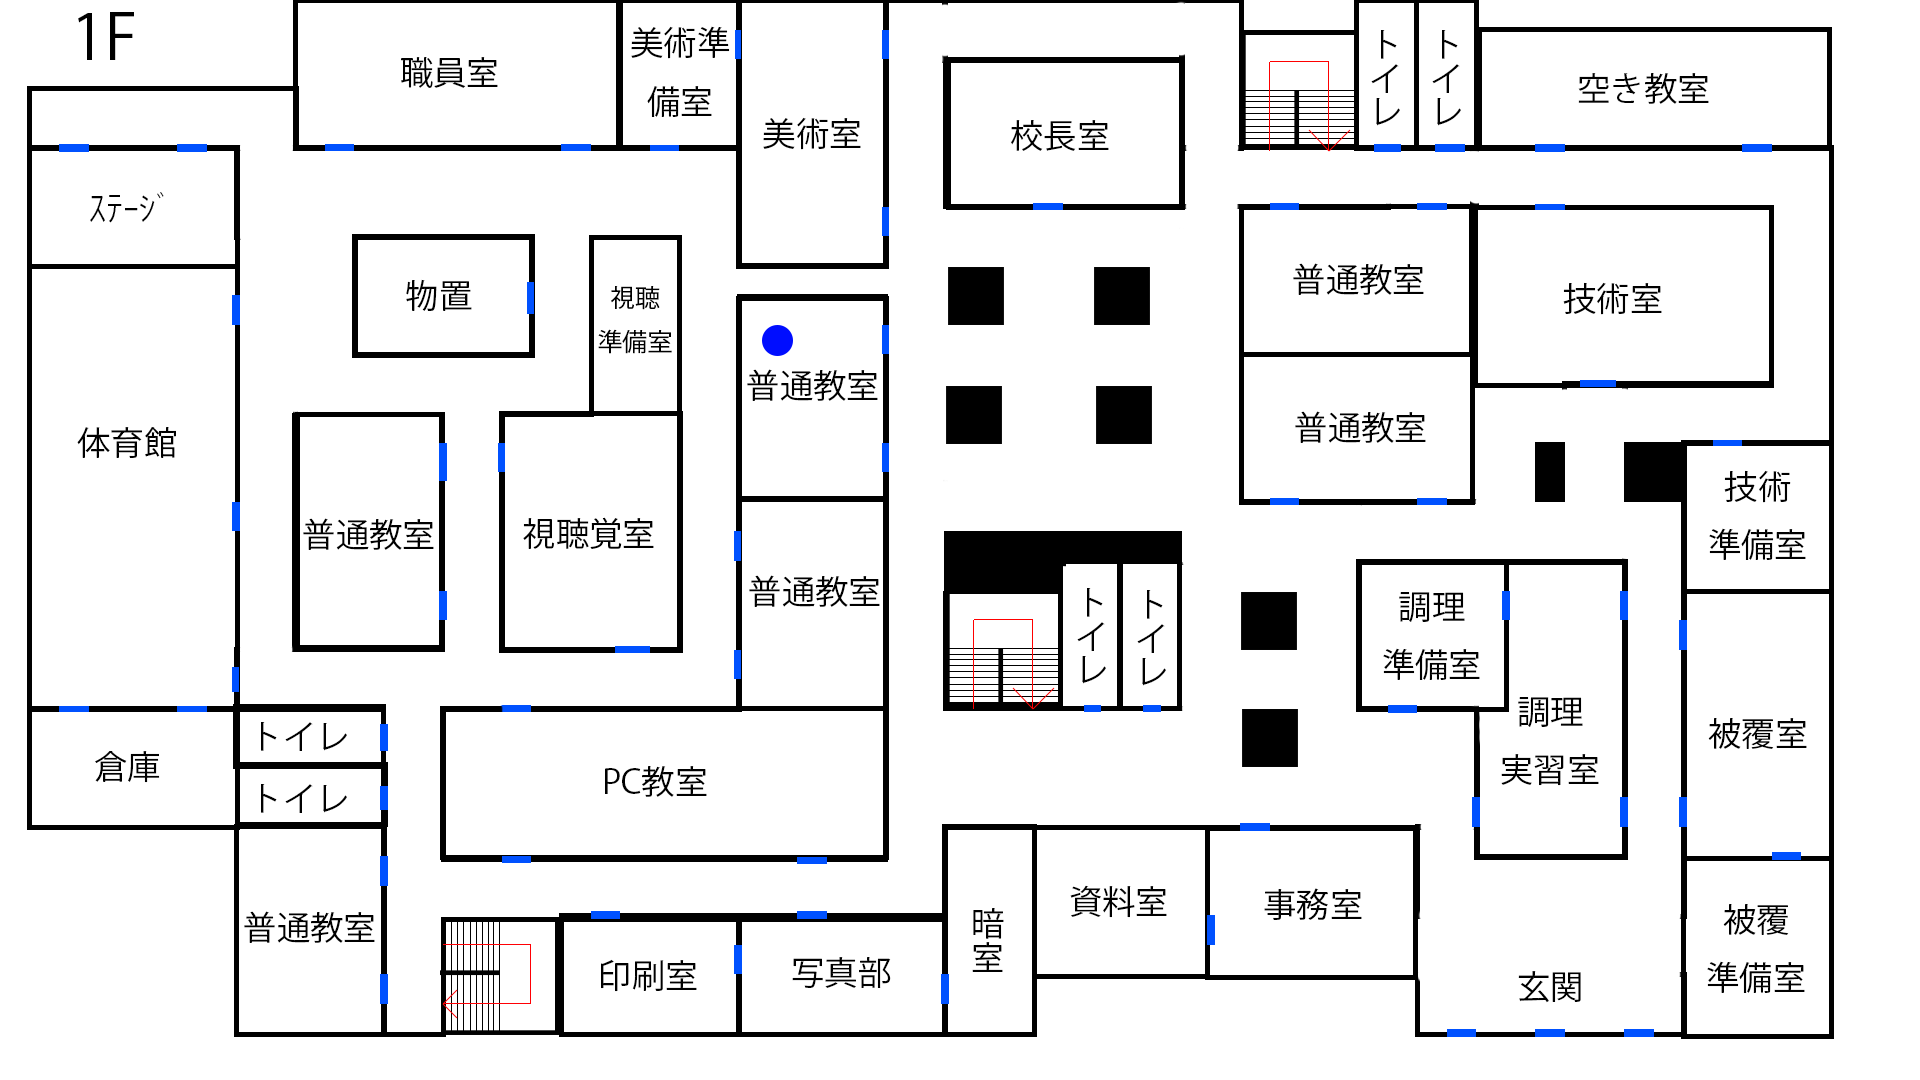 1F
職員室
美術準
備室
美術室
校長室
トイレ
トイレ
空き教室
ｽﾃｰｼﾞ
物置
視聴
準備室
普通教室
普通教室
技術室
体育館
普通教室
視聴覚室
普通教室
普通教室
技術
準備室
トイレ
トイレ
調理
準備室
調理
実習室
被覆室
倉庫
トイレ
トイレ
PC教室
普通教室
印刷室
写真部
暗室
資料室
事務室
玄関
被覆
準備室